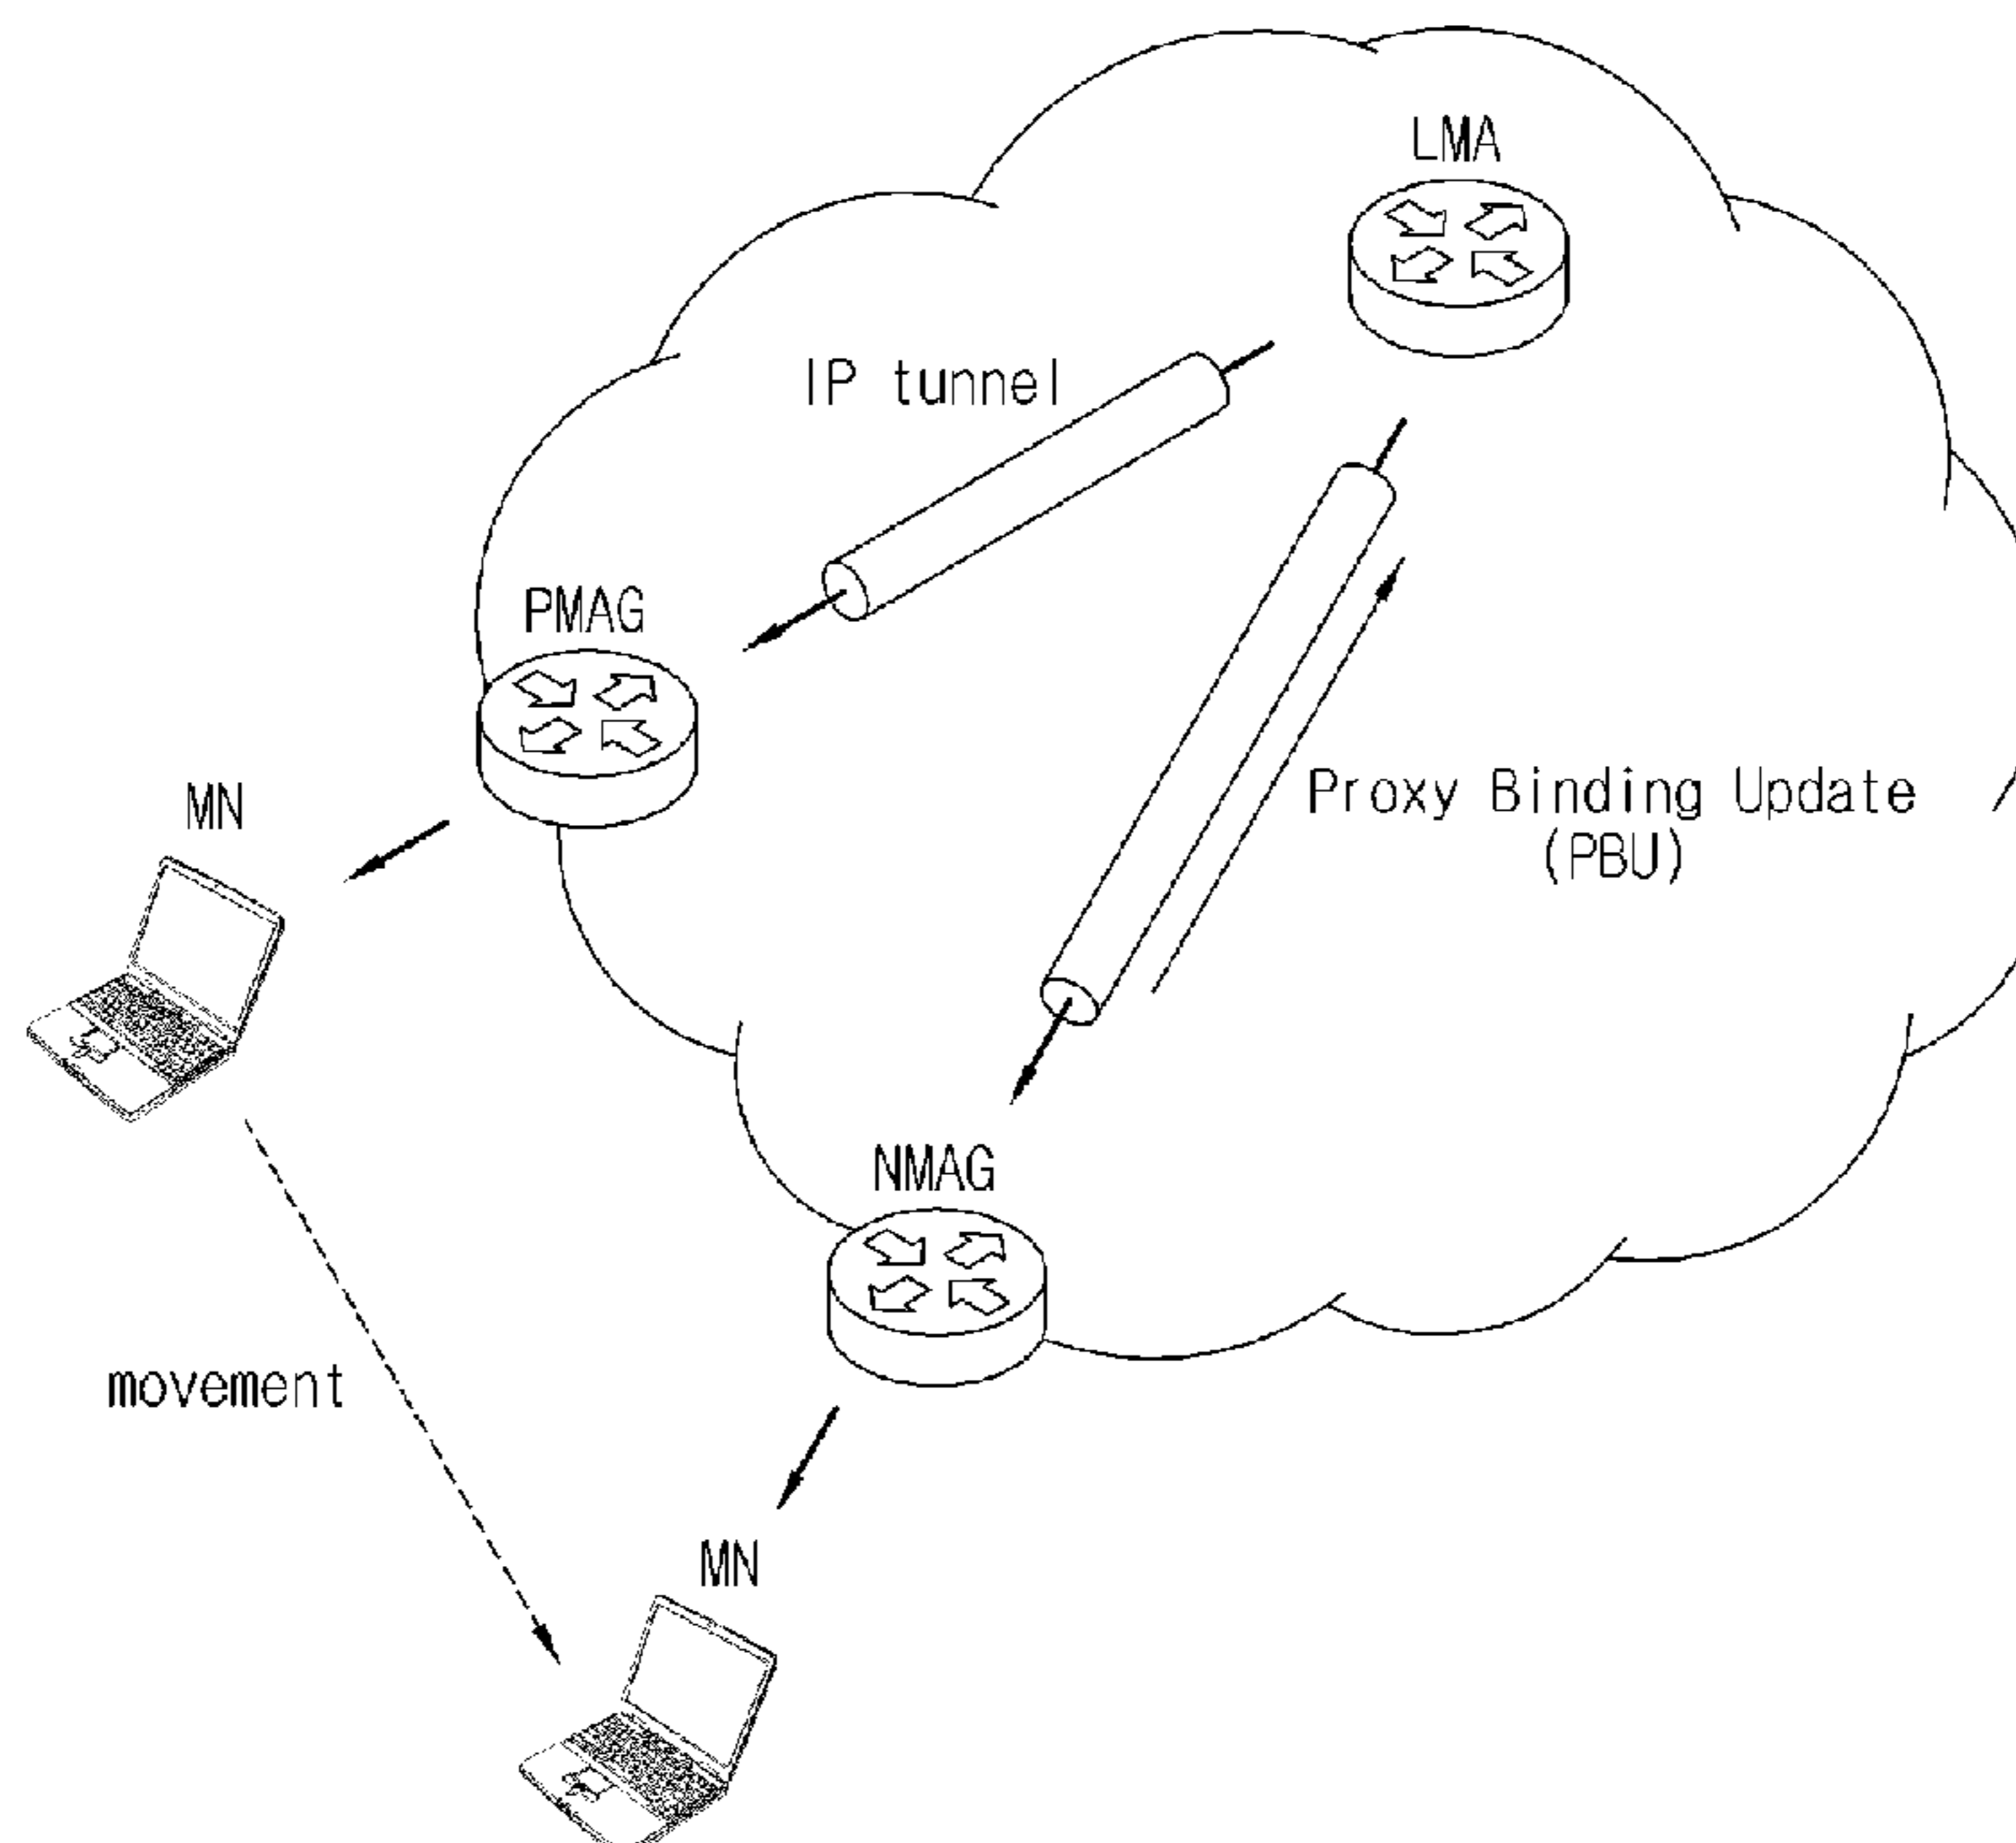 LMA
IP tunnel
PMAG
MN
Proxy Binding Update
(PBU)
NMAG
movement
MN